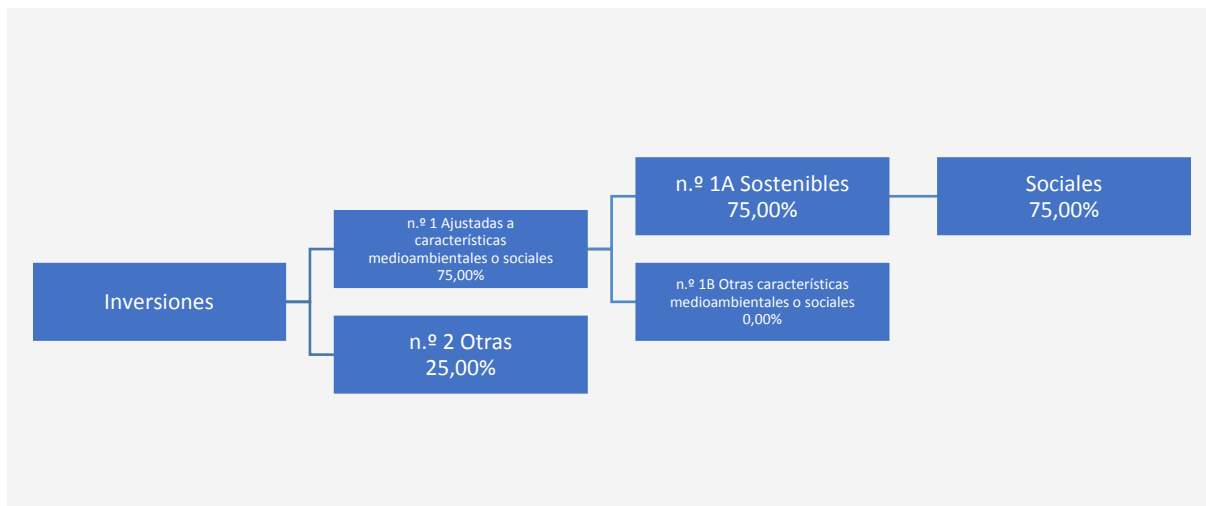 Inversiones
n.º 1 Ajustadas a
características
medioambientales o sociales
75,00%
n.º 2 Otras
25,00%
n.º 1A Sostenibles
75,00%
n.º 1B Otras características
medioambientales o sociales
0,00%
Sociales
75,00%